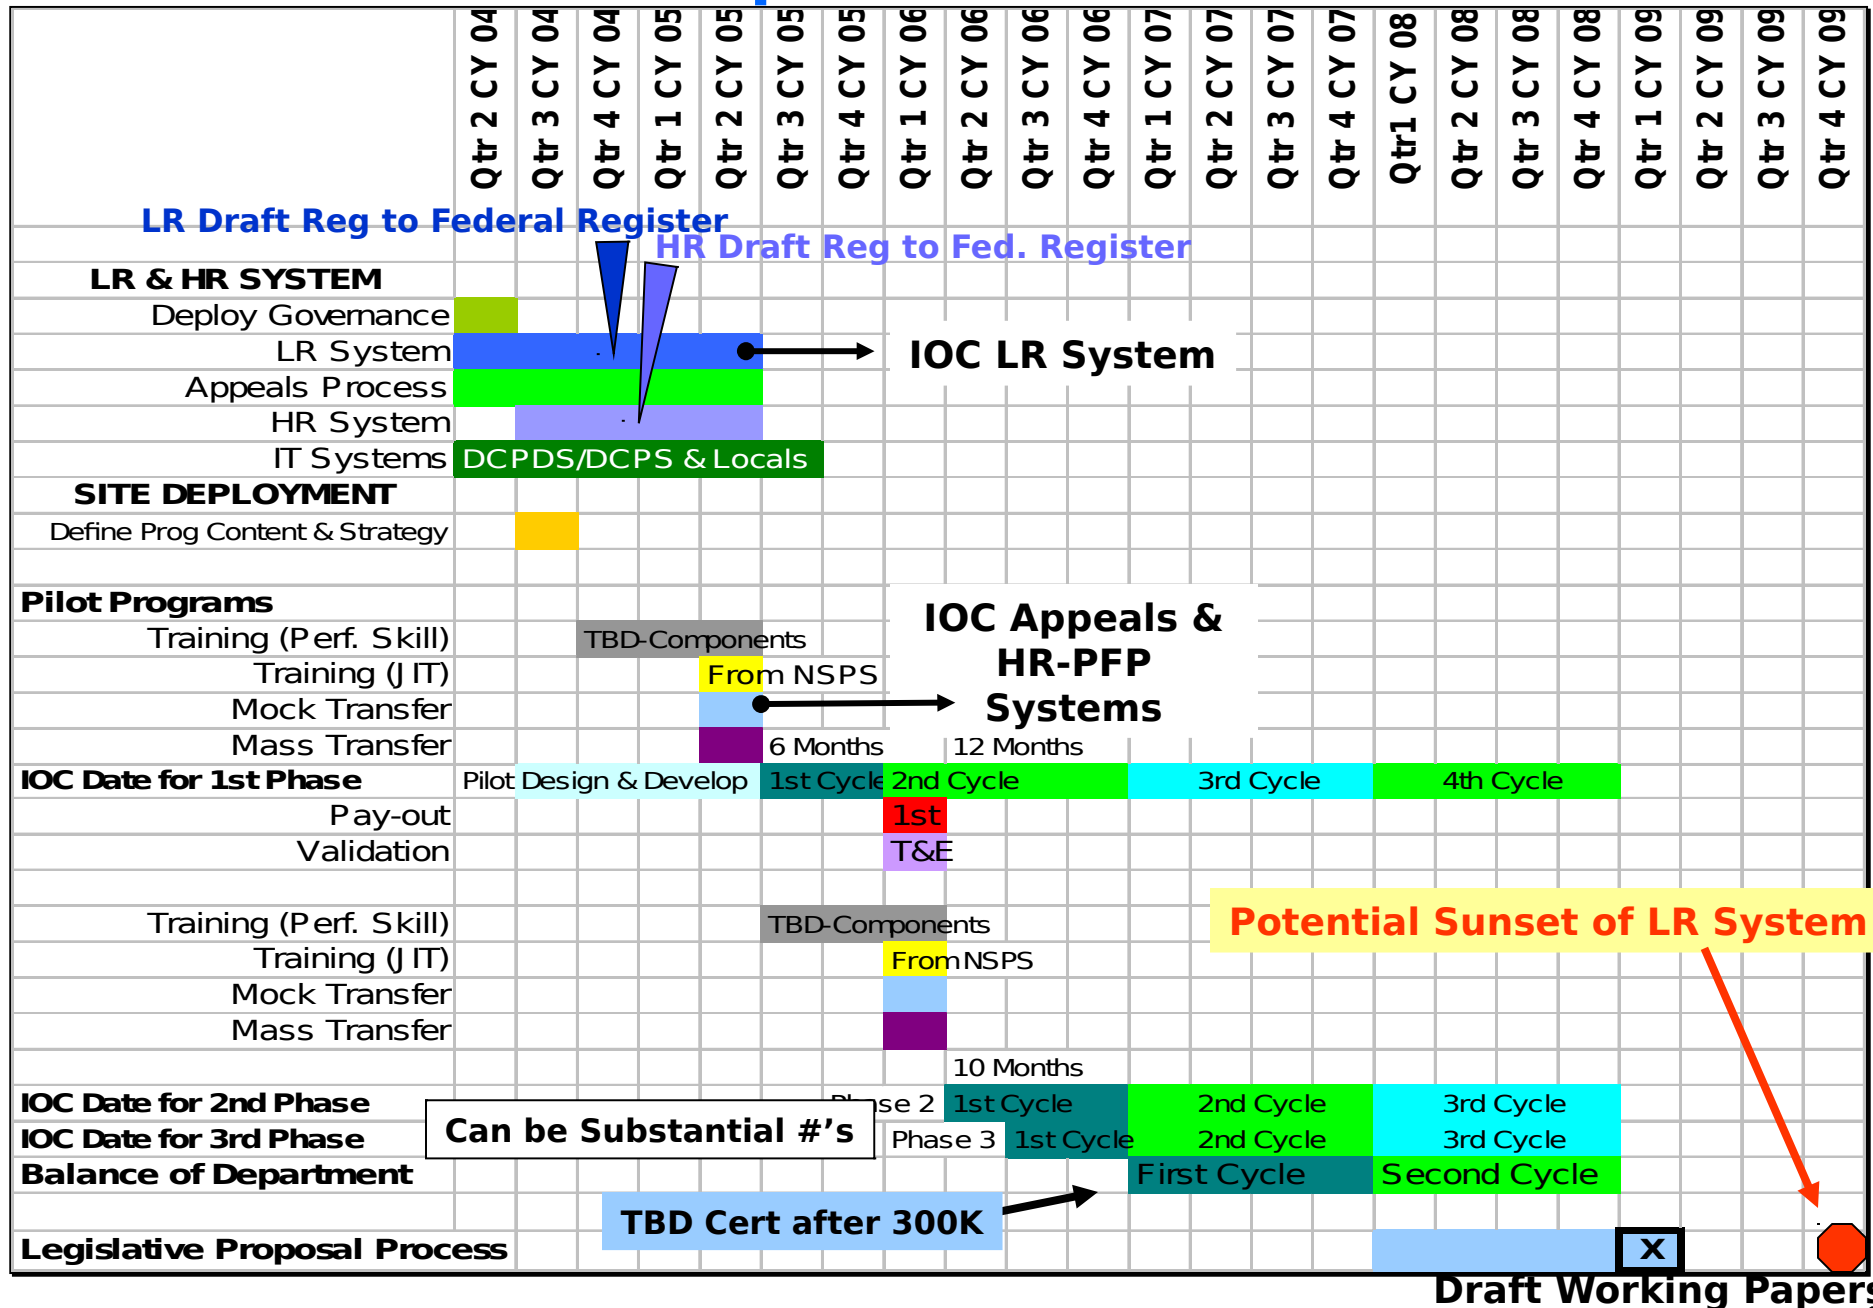 Qtr 2 CY 04
Qtr 3 CY 04
Qtr 4 CY 04
Qtr 1 CY 05
Qtr 2 CY 05
Qtr 3 CY 05
Qtr 4 CY 05
Qtr 1 CY 06
Qtr 2 CY 06
Qtr 3 CY 06
Qtr 4 CY 06
Qtr 1 CY 07
Qtr 2 CY 07
Qtr 3 CY 07
Qtr 4 CY 07
Qtr1 CY 08
Qtr 2 CY 08
Qtr 3 CY 08
Qtr 4 CY 08
Qtr 1 CY 09
Qtr 2 CY 09
Qtr 3 CY 09
Qtr 4 CY 09
LR Draft Reg to Federal Register
HR Draft Reg to Fed. Register
LR & HR SYSTEM
Deploy Governance
LR System
IOC LR System
Appeals Process
HR System
IT Systems DCPDS/DCPS & Locals
SITE DEPLOYMENT
Define Prog Content & Strategy
Pilot Programs
IOC Appeals &
HR-PFP
Systems
Training (Perf. Skill) TBD-Components
Training (JIT) From NSPS
Mock Transfer
Mass Transfer 6 Months 12 Months
IOC Date for 1st Phase Pilot Design & Develop 1st Cycle 2nd Cycle 3rd Cycle 4th Cycle
Pay-out 1st
Validation T&E
Potential Sunset of LR System
Training (Perf. Skill) TBD-Components
Training (JIT) From NSPS
Mock Transfer
Mass Transfer
10 Months
IOC Date for 2nd Phase Phase 2 1st Cycle 2nd Cycle 3rd Cycle
Can be Substantial #’s
IOC Date for 3rd Phase Phase 3 1st Cycle 2nd Cycle 3rd Cycle
Balance of Department First Cycle Second Cycle
TBD Cert after 300K
Legislative Proposal Process X
Draft Working Papers